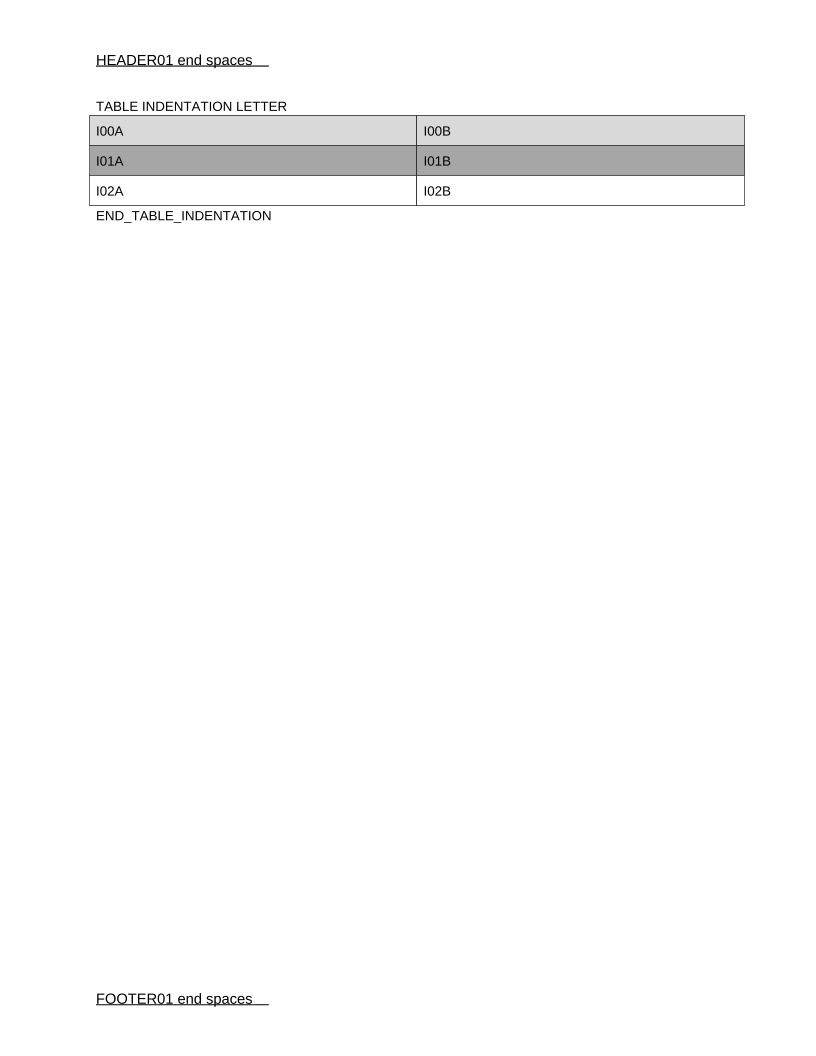 HEADER01 end spaces
TABLE INDENTATION LETTER
I00A I00B
I01A I01B
I02A I02B
END_TABLE_INDENTATION
FOOTER01 end spaces